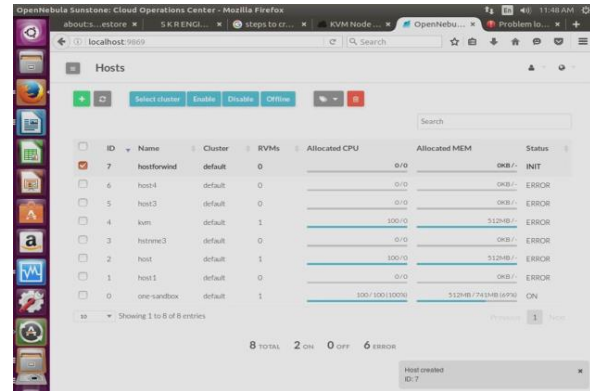 OpenNebula Sunstone: Cloud Operations Center - Mozilla Firefox
En 11:48 AM
about:s...estore × S K R E N G I... × steps to cr... × KVM Node ... × OpenNebu... × Problem lo... × +
localhost:9869 Search
Hosts
+ Select cluster Enable Disable Offline
Search
ID Name Cluster RVMs Allocated CPU Allocated MEM Status
7 hostforwind default 0 0/0 0KB/- INIT
6 host4 default 0 0/0 0KB/- ERROR
5 host3 default 0 0/0 0KB/- ERROR
4 kvm default 1 100/0 512MB/- ERROR
3 hstnme3 default 0 0/0 0KB/- ERROR
2 host default 1 100/0 512MB/- ERROR
1 host1 default 0 0/0 0KB/- ERROR
0 one-sandbox default 1 100/100 (100%) 512MB/741MB (69%) ON
10 Showing 1 to 8 of 8 entries Previous 1 Next
8 TOTAL 2 ON 0 OFF 6 ERROR
Host created ×
ID: 7